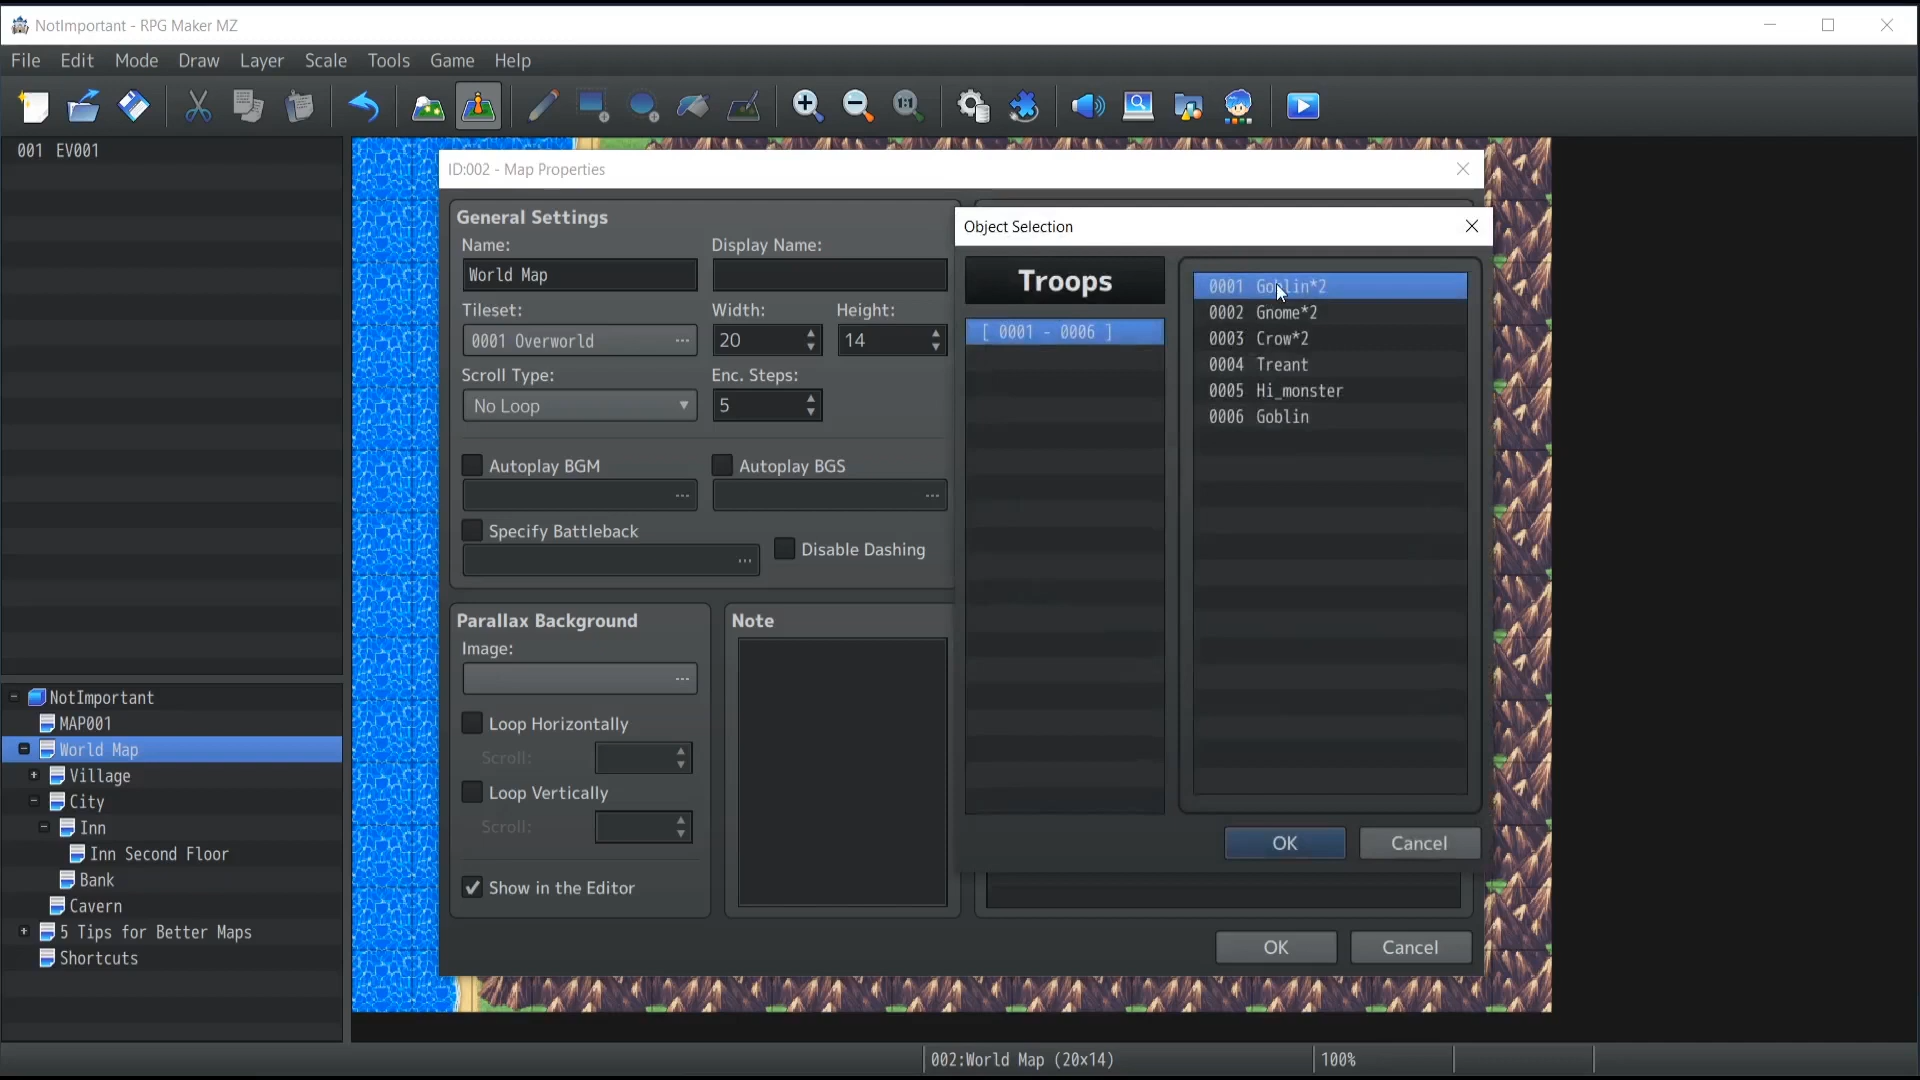 NotImportant - RPG Maker MZ
File Edit Mode Draw Layer Scale Tools Game Help
1:1
001 EV001
ID:002 - Map Properties
General Settings
Name:
Display Name:
World Map
Tileset:
Width:
Height:
0001 Overworld ...
20
14
Scroll Type:
Enc. Steps:
No Loop
5
Autoplay BGM
Autoplay BGS
...
...
Specify Battleback
Disable Dashing
...
Parallax Background
Image:
...
Loop Horizontally
Scroll:
Loop Vertically
Scroll:
Show in the Editor
Note
OK
Cancel
Object Selection
Troops
[ 0001 - 0006 ]
0001 Goblin*2
0002 Gnome*2
0003 Crow*2
0004 Treant
0005 Hi_monster
0006 Goblin
OK
Cancel
NotImportant
MAP001
World Map
Village
City
Inn
Inn Second Floor
Bank
Cavern
5 Tips for Better Maps
Shortcuts
002:World Map (20x14)
100%